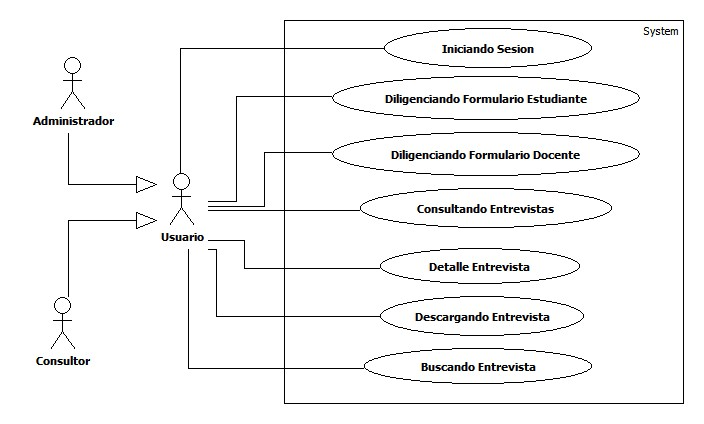 System
Iniciando Sesion
Diligenciando Formulario Estudiante
Administrador
Diligenciando Formulario Docente
Consultando Entrevistas
Usuario
Detalle Entrevista
Descargando Entrevista
Consultor
Buscando Entrevista